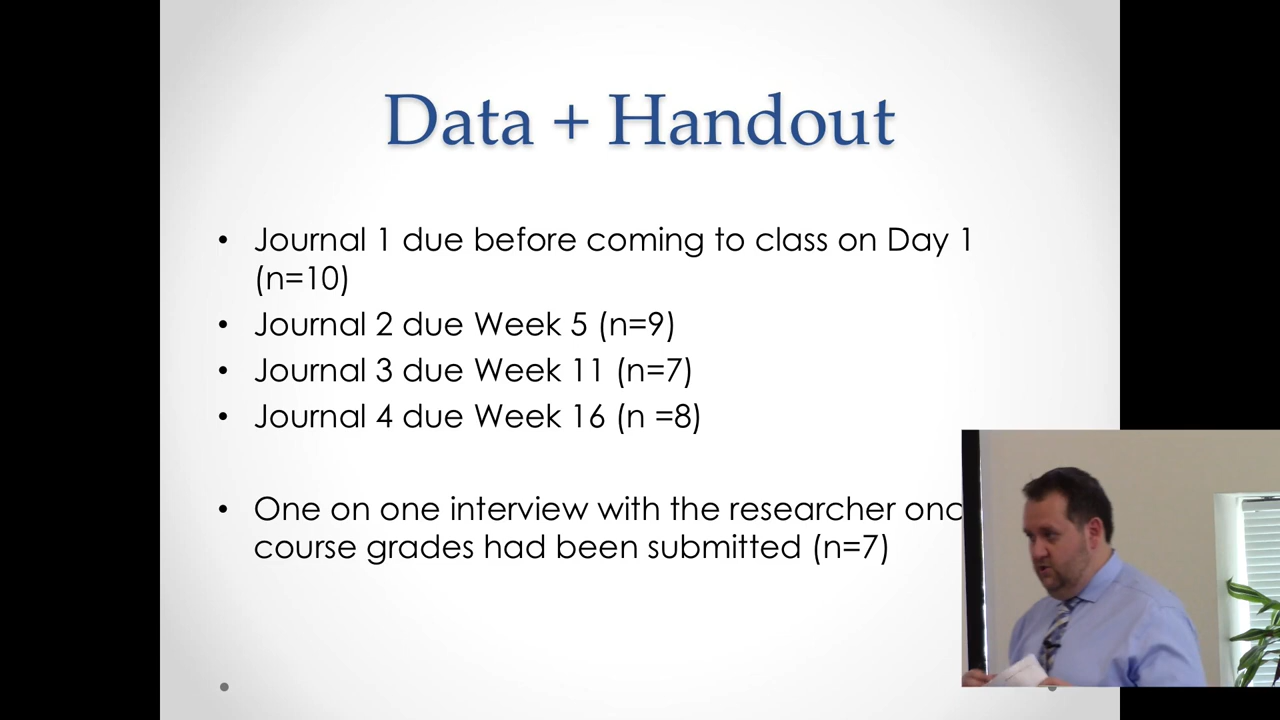 Data + Handout
• Journal 1 due before coming to class on Day 1
(n=10)
• Journal 2 due Week 5 (n=9)
• Journal 3 due Week 11 (n=7)
• Journal 4 due Week 16 (n =8)
• One on one interview with the researcher
course grades had been submitted (n=7)